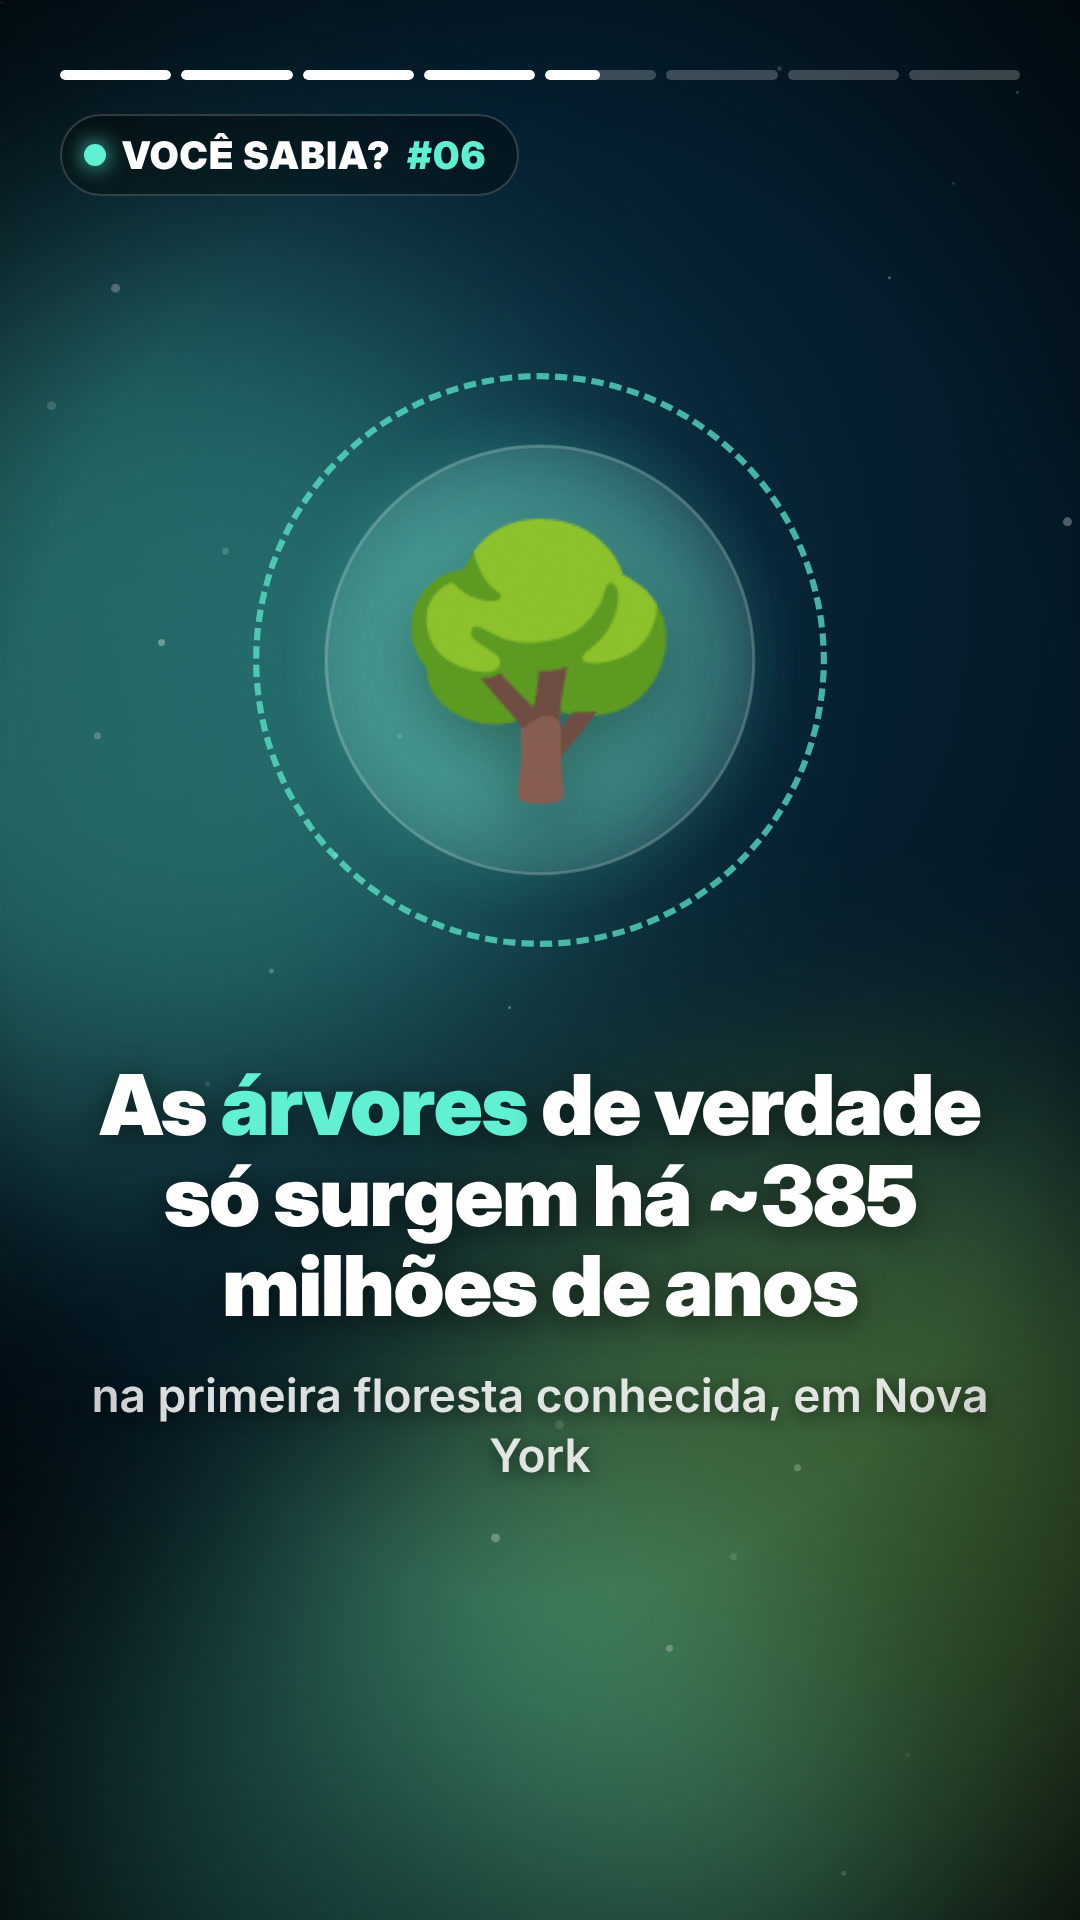 VOCÊ SABIA? #06
As árvores de verdade
só surgem há ~385
milhões de anos
na primeira floresta conhecida, em Nova
York